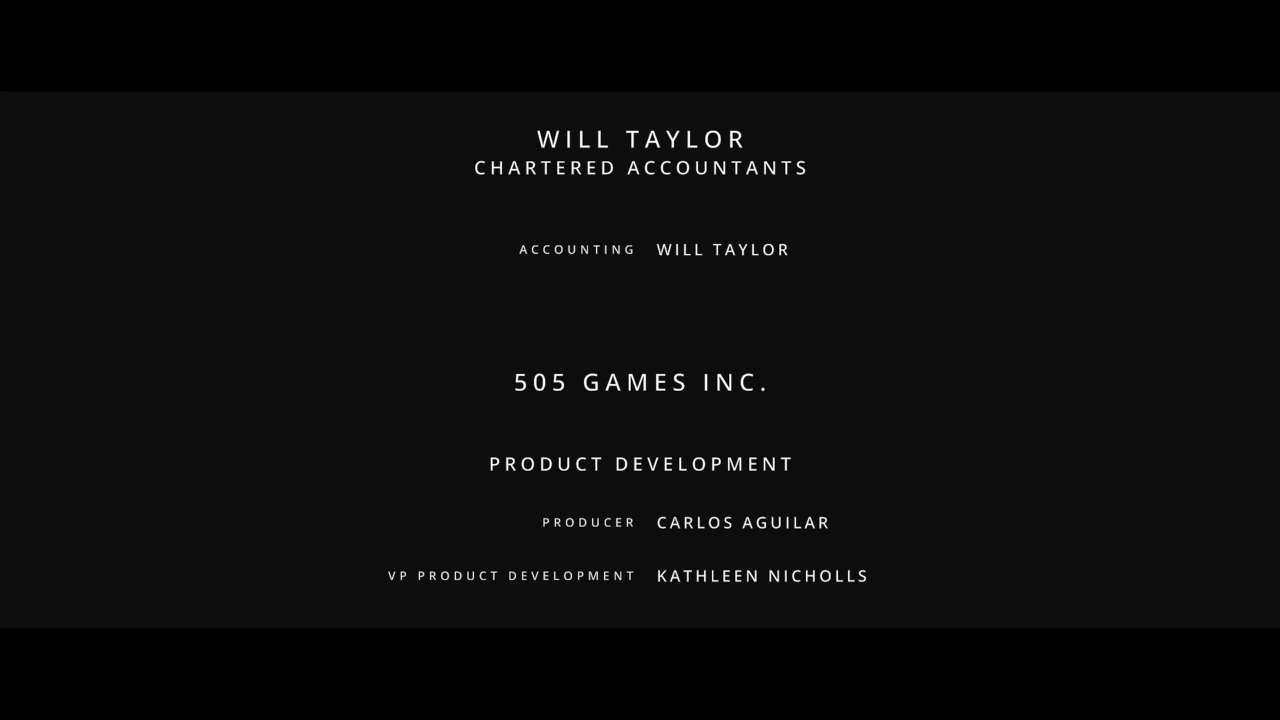 WILL TAYLOR
CHARTERED ACCOUNTANTS
ACCOUNTING WILL TAYLOR
505 GAMES INC.
PRODUCT DEVELOPMENT
PRODUCER CARLOS AGUILAR
VP PRODUCT DEVELOPMENT KATHLEEN NICHOLLS